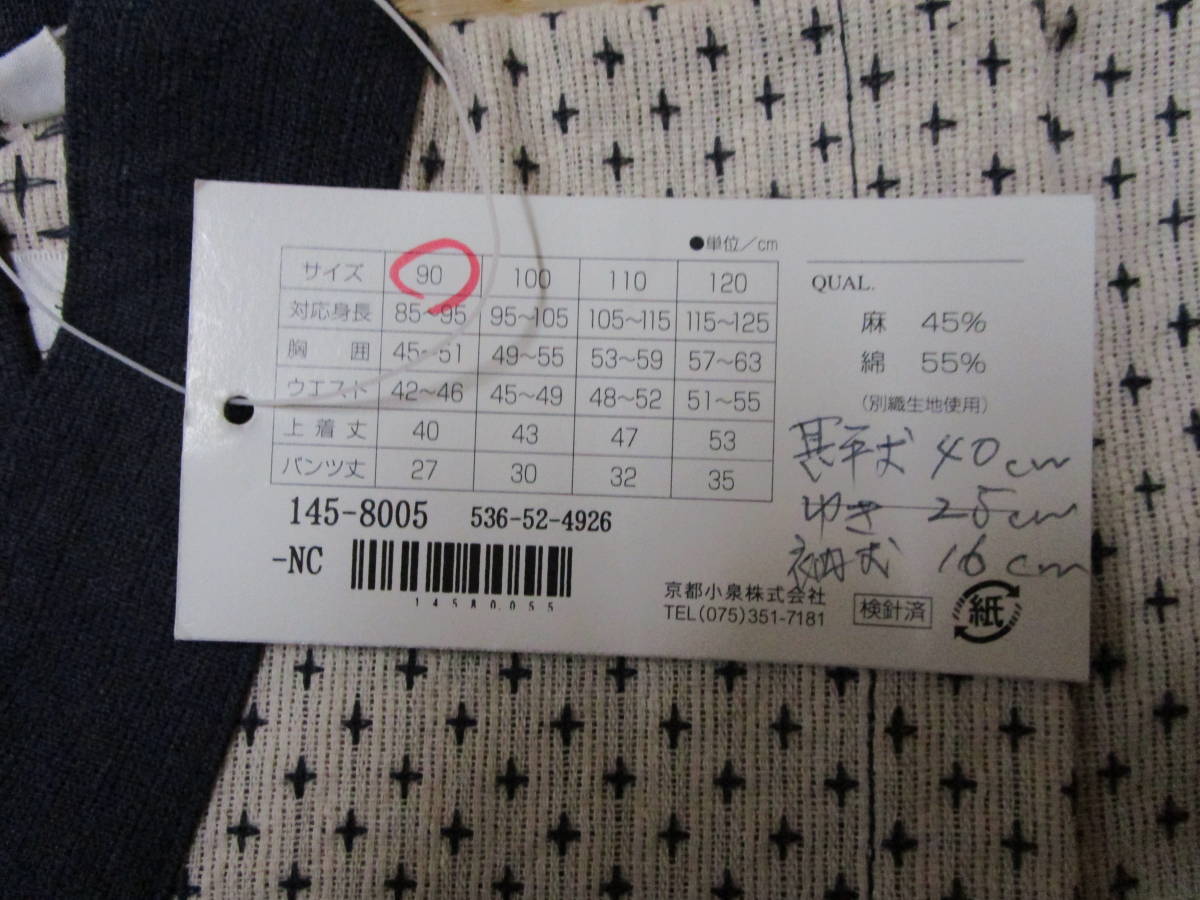 ●単位／cm
サイズ 90 100 110 120
対応身長 85～95 95～105 105～115 115～125
胸囲 45～51 49～55 53～59 57～63
ウエスト 42～46 45～49 48～52 51～55
上着丈 40 43 47 53
パンツ丈 27 30 32 35
145-8005 536-52-4926
-NC
14580.055
QUAL.
麻 45%
綿 55%
（別織生地使用）
甚平丈 40cm
ゆき 25cm
袖丈 16cm
京都小泉株式会社
TEL(075)351-7181
検針済
紙